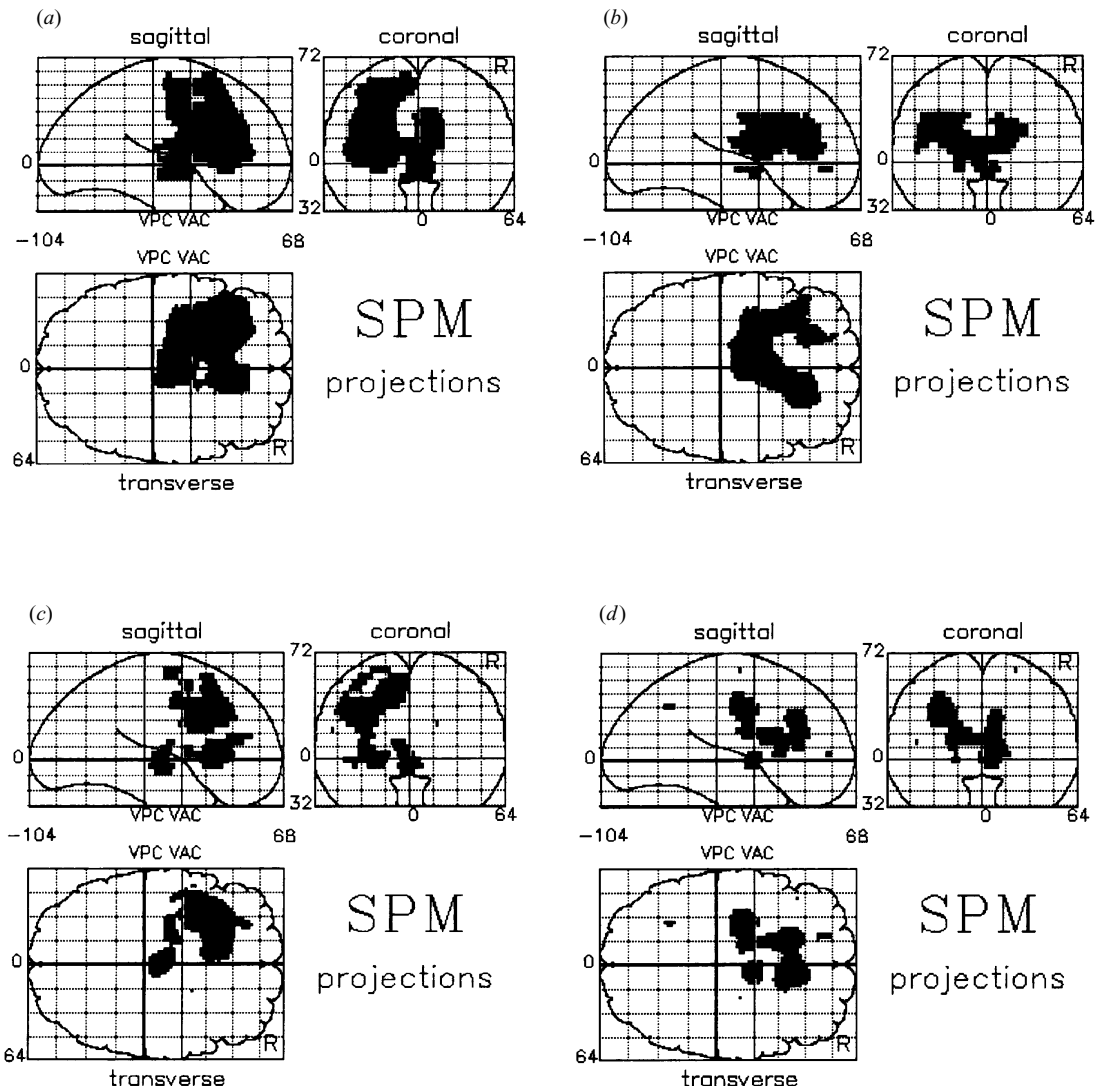 (a)
sagittal
coronal
72
R
0
0
VPC VAC
32
0
64
−104
68
VPC VAC
0
64
R
transverse
SPM
projections
(b)
sagittal
coronal
72
R
0
0
VPC VAC
32
0
64
−104
68
VPC VAC
0
64
R
transverse
SPM
projections
(c)
sagittal
coronal
72
R
0
0
VPC VAC
32
0
64
−104
68
VPC VAC
0
64
R
transverse
SPM
projections
(d)
sagittal
coronal
72
R
0
0
VPC VAC
32
0
64
−104
68
VPC VAC
0
64
R
transverse
SPM
projections